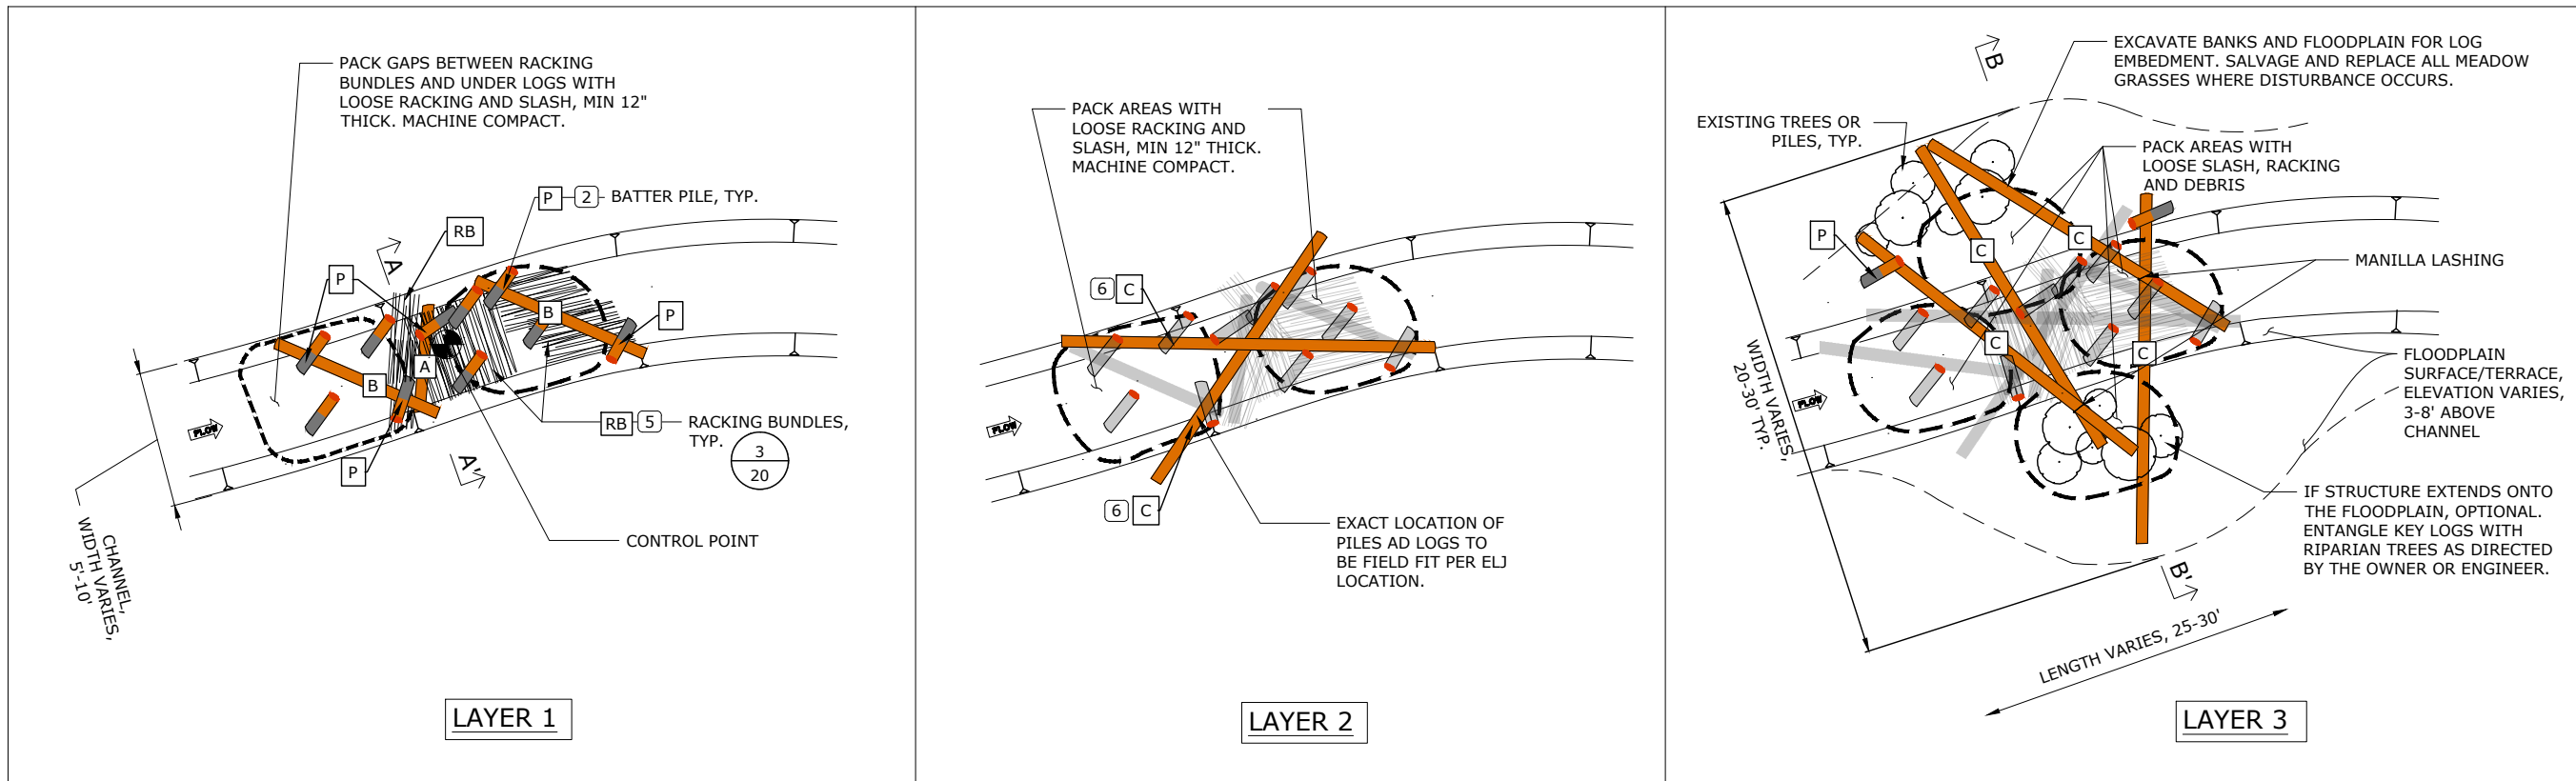 PACK GAPS BETWEEN RACKING
BUNDLES AND UNDER LOGS WITH
LOOSE RACKING AND SLASH, MIN 12"
THICK. MACHINE COMPACT.
P 2 BATTER PILE, TYP.
RB
A
P
B
P
A
B
RB 5 RACKING BUNDLES,
TYP.
3
20
FLOW
A'
P
CONTROL POINT
CHANNEL,
WIDTH VARIES,
5'-10'
LAYER 1
PACK AREAS WITH
LOOSE RACKING AND
SLASH, MIN 12" THICK.
MACHINE COMPACT.
6 C
FLOW
6 C
EXACT LOCATION OF
PILES AD LOGS TO
BE FIELD FIT PER ELJ
LOCATION.
LAYER 2
B
EXCAVATE BANKS AND FLOODPLAIN FOR LOG
EMBEDMENT. SALVAGE AND REPLACE ALL MEADOW
GRASSES WHERE DISTURBANCE OCCURS.
EXISTING TREES OR
PILES, TYP.
PACK AREAS WITH
LOOSE SLASH, RACKING
AND DEBRIS
P
C
C
MANILLA LASHING
C
C
WIDTH VARIES,
20-30' TYP.
FLOW
FLOODPLAIN
SURFACE/TERRACE,
ELEVATION VARIES,
3-8' ABOVE
CHANNEL
IF STRUCTURE EXTENDS ONTO
THE FLOODPLAIN, OPTIONAL.
ENTANGLE KEY LOGS WITH
RIPARIAN TREES AS DIRECTED
BY THE OWNER OR ENGINEER.
B'
LENGTH VARIES, 25-30'
LAYER 3